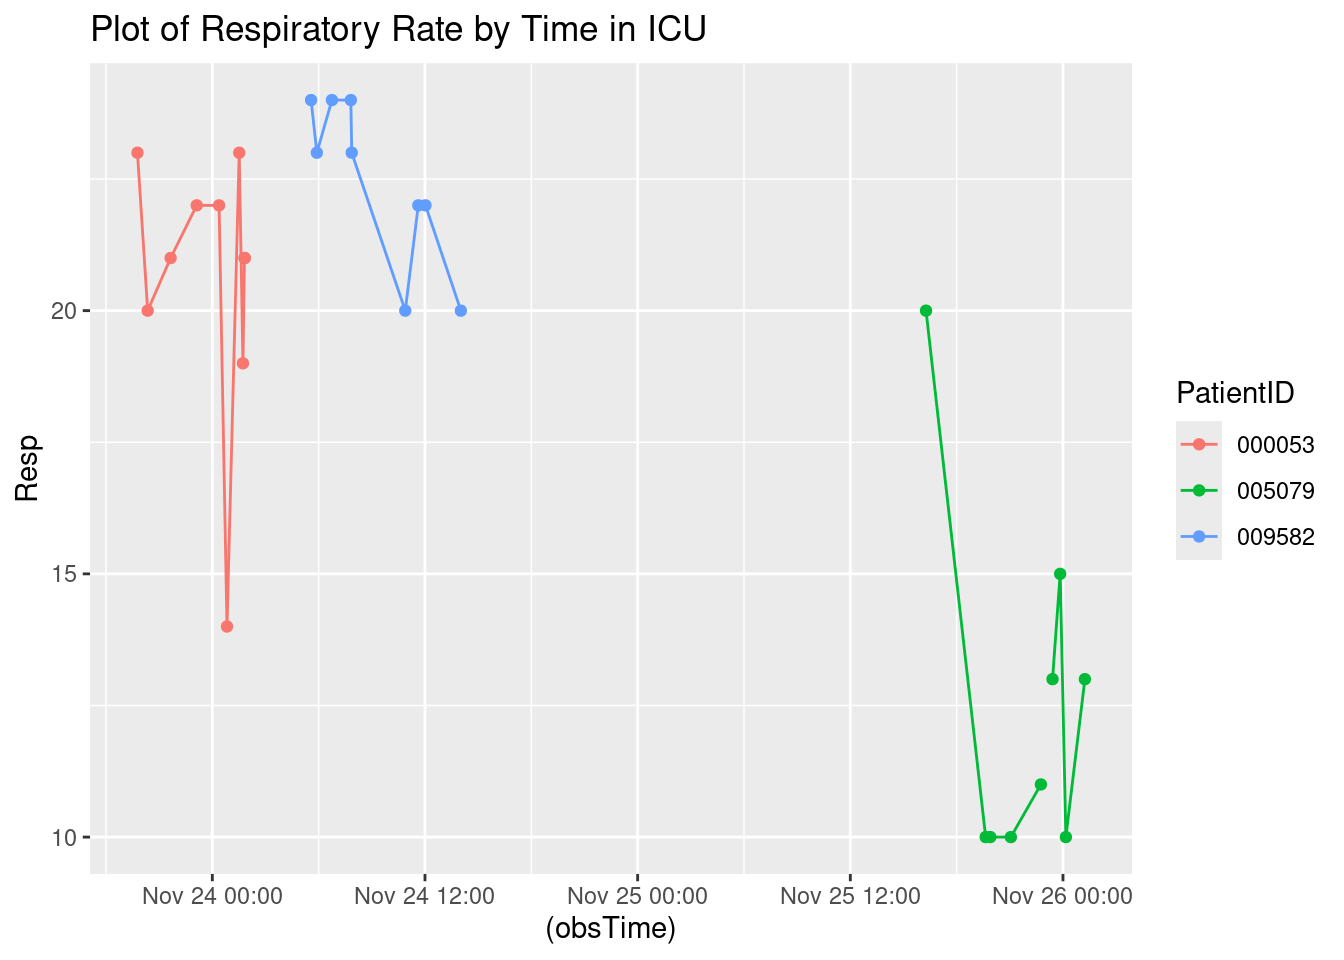 Plot of Respiratory Rate by Time in ICU
Resp
20
15
10
Nov 24 00:00
Nov 24 12:00
Nov 25 00:00
Nov 25 12:00
Nov 26 00:00
(obsTime)
PatientID
000053
005079
009582